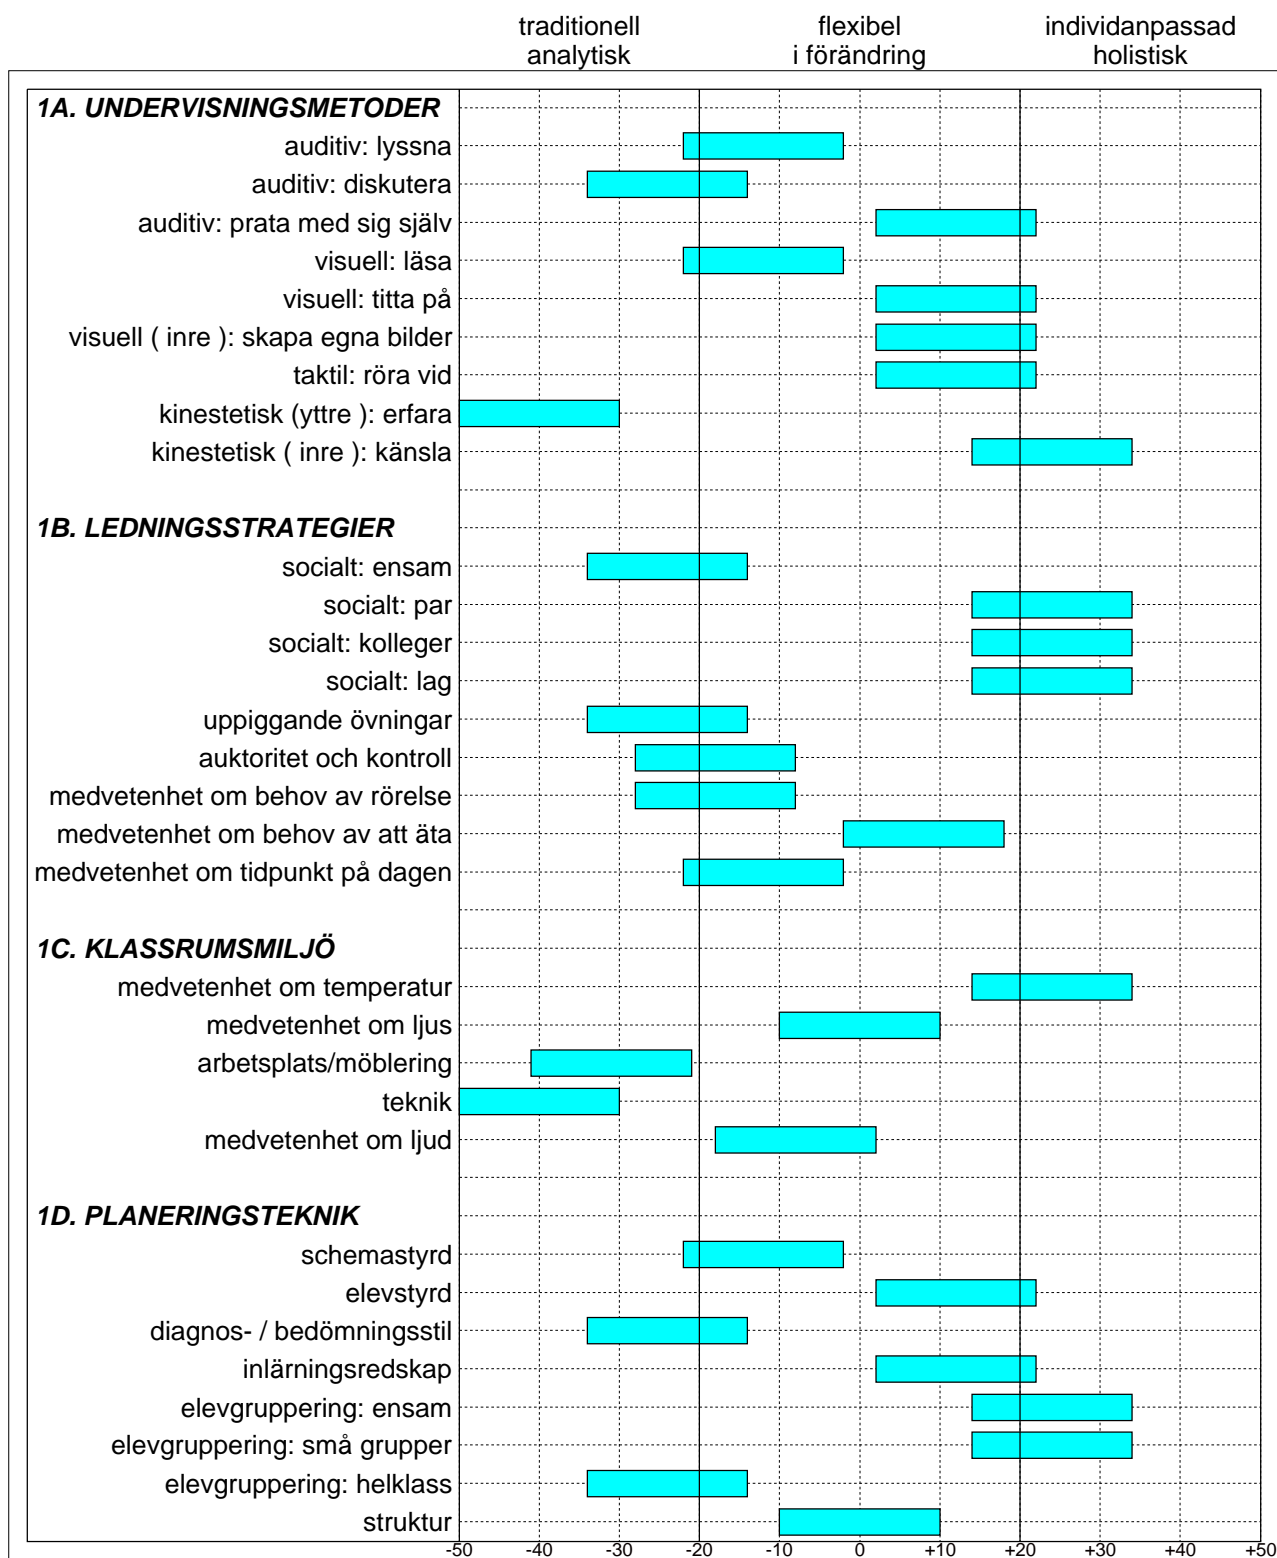 traditionell flexibel individanpassad
analytisk i förändring holistisk
1A. UNDERVISNINGSMETODER
auditiv: lyssna
auditiv: diskutera
auditiv: prata med sig själv
visuell: läsa
visuell: titta på
visuell ( inre ): skapa egna bilder
taktil: röra vid
kinestetisk (yttre ): erfara
kinestetisk ( inre ): känsla
1B. LEDNINGSSTRATEGIER
socialt: ensam
socialt: par
socialt: kolleger
socialt: lag
uppiggande övningar
auktoritet och kontroll
medvetenhet om behov av rörelse
medvetenhet om behov av att äta
medvetenhet om tidpunkt på dagen
1C. KLASSRUMSMILJÖ
medvetenhet om temperatur
medvetenhet om ljus
arbetsplats/möblering
teknik
medvetenhet om ljud
1D. PLANERINGSTEKNIK
schemastyrd
elevstyrd
diagnos- / bedömningsstil
inlärningsredskap
elevgruppering: ensam
elevgruppering: små grupper
elevgruppering: helklass
struktur
-50 -40 -30 -20 -10 0 +10 +20 +30 +40 +50